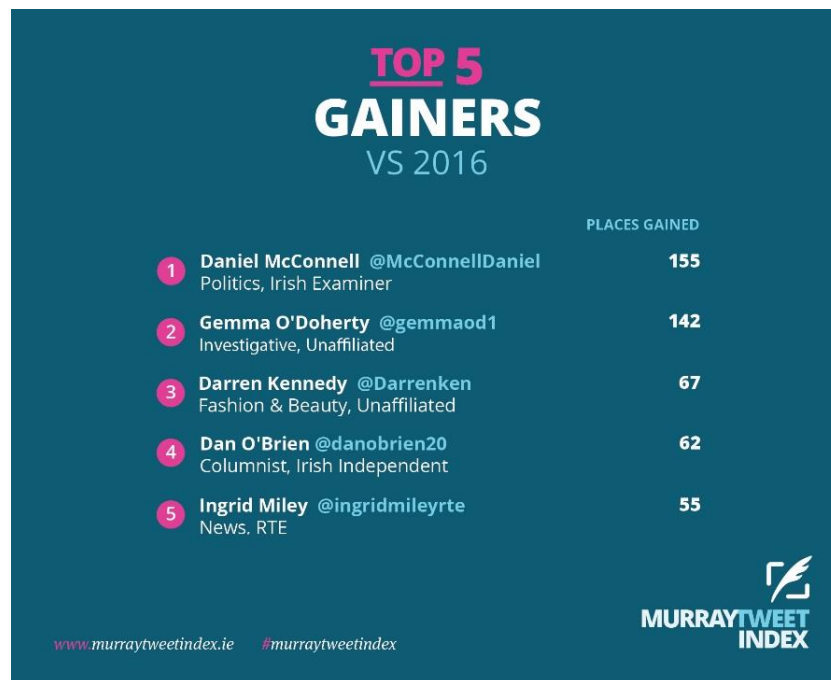 TOP 5
GAINERS
VS 2016
PLACES GAINED
1 Daniel McConnell @McConnellDaniel 155
Politics, Irish Examiner
2 Gemma O'Doherty @gemmaod1 142
Investigative, Unaffiliated
3 Darren Kennedy @Darrenken 67
Fashion & Beauty, Unaffiliated
4 Dan O'Brien @danobrien20 62
Columnist, Irish Independent
5 Ingrid Miley @ingridmileyrte 55
News, RTE
MURRAYTWEET
INDEX
www.murraytweetindex.ie #murraytweetindex